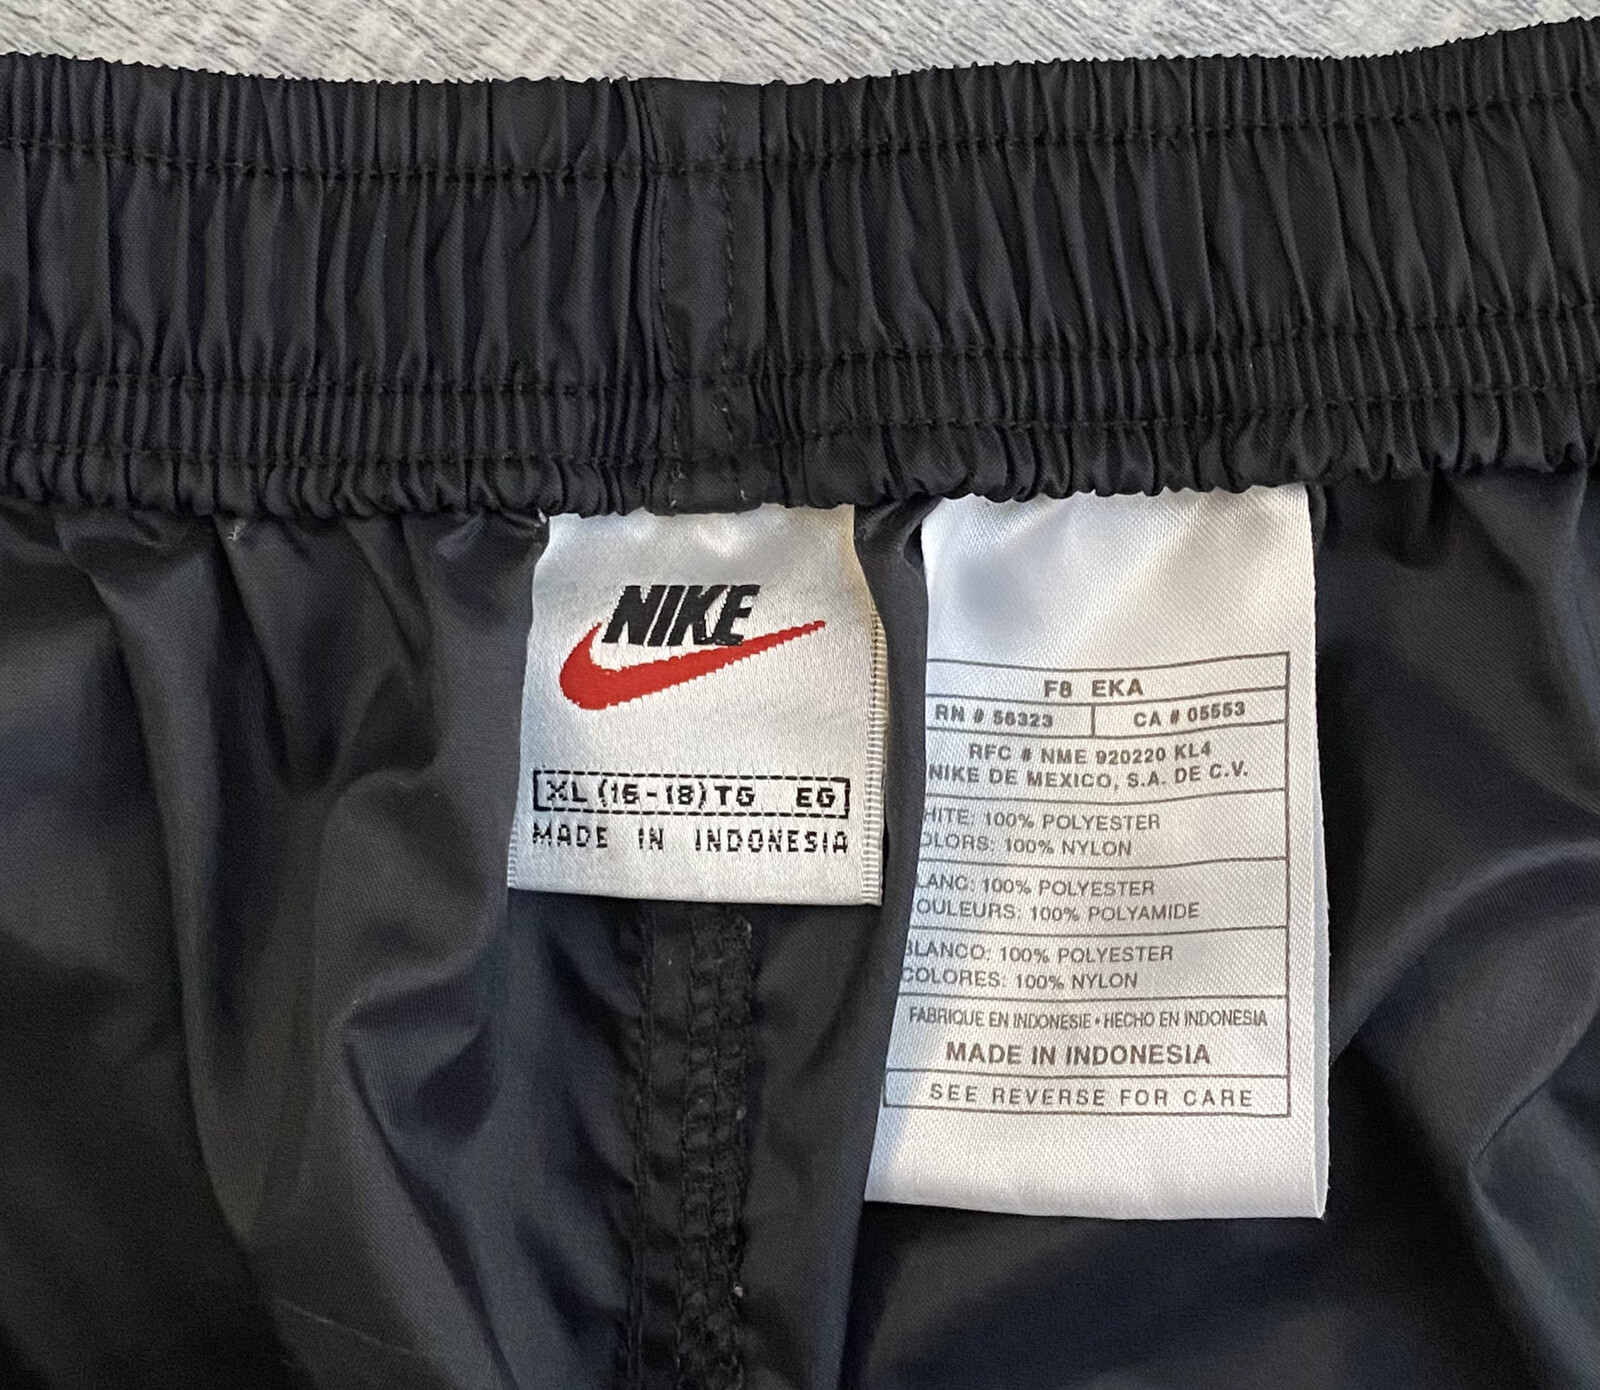 NIKE
XL (16-18) TG EG
MADE IN INDONESIA
F8 EKA
RN # 56323
CA # 05553
RFC # NME 920220 KL4
NIKE DE MEXICO, S.A. DE C.V.
HITE: 100% POLYESTER
OLORS: 100% NYLON
LANC: 100% POLYESTER
OULEURS: 100% POLYAMIDE
BLANCO: 100% POLYESTER
COLORES: 100% NYLON
FABRIQUE EN INDONESIE • HECHO EN INDONESIA
MADE IN INDONESIA
SEE REVERSE FOR CARE